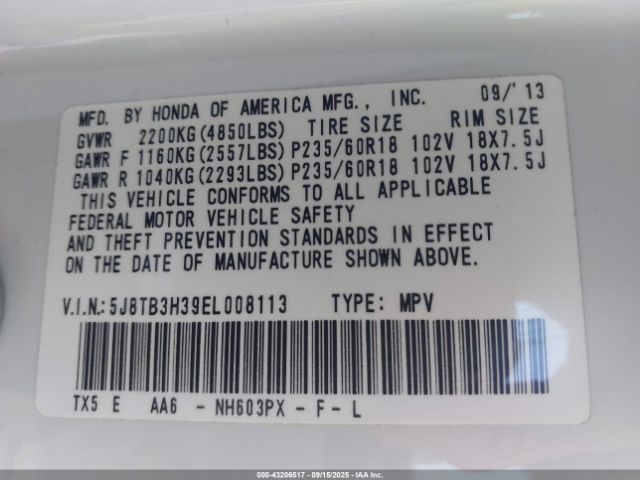 MFD. BY HONDA OF AMERICA MFG., INC. 09/'13
GVWR 2200KG(4850LBS) TIRE SIZE RIM SIZE
GAWR F 1160KG(2557LBS) P235/60R18 102V 18X7.5J
GAWR R 1040KG(2293LBS) P235/60R18 102V 18X7.5J
THIS VEHICLE CONFORMS TO ALL APPLICABLE
FEDERAL MOTOR VEHICLE SAFETY
AND THEFT PREVENTION STANDARDS IN EFFECT
ON THE DATE OF MANUFACTURE SHOWN ABOVE.
V.I.N.: 5J8TB3H39EL008113 TYPE: MPV
TX5 E AA6 - NH603PX - F - L
000-43206517 - 09/15/2025 - IAAI.COM